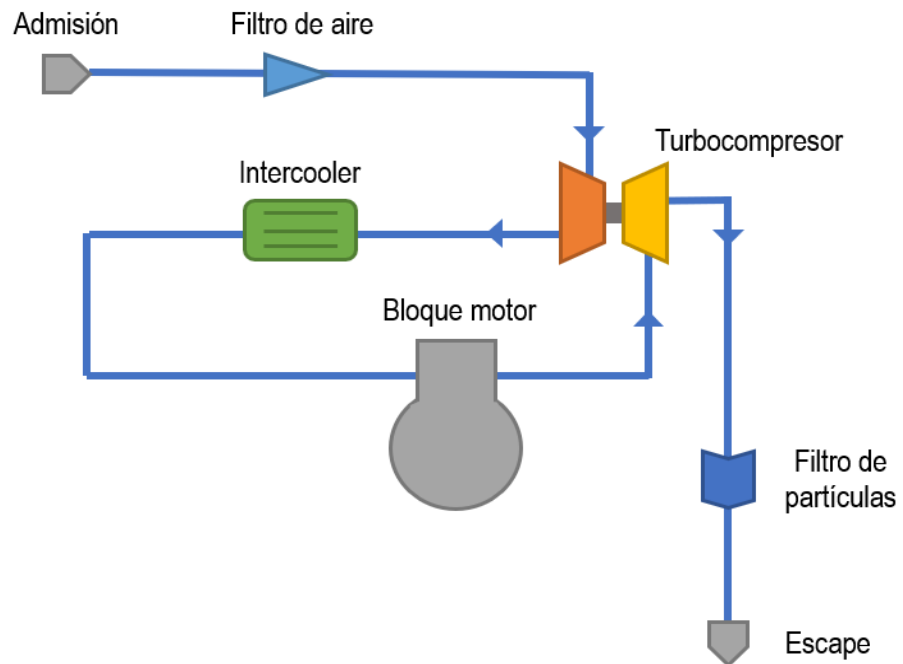 Admisión
Filtro de aire
Turbocompresor
Intercooler
Bloque motor
Filtro de
partículas
Escape